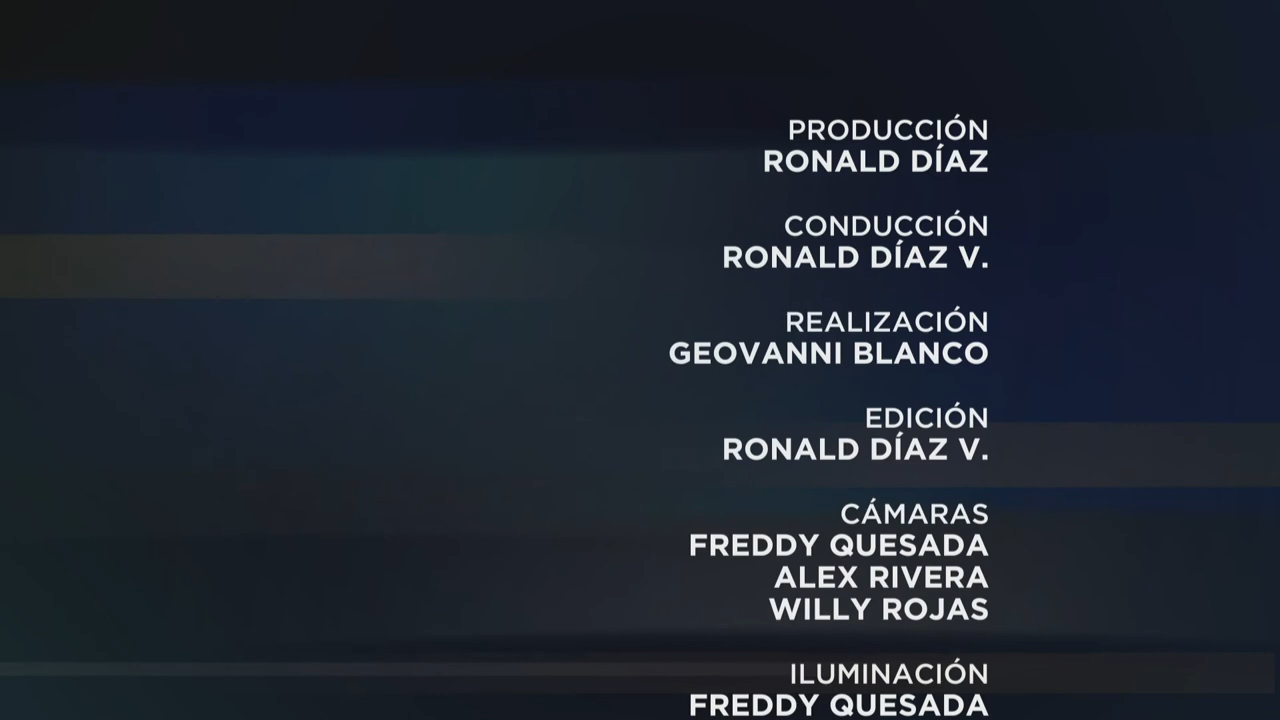 PRODUCCIÓN
RONALD DÍAZ
CONDUCCIÓN
RONALD DÍAZ V.
REALIZACIÓN
GEOVANNI BLANCO
EDICIÓN
RONALD DÍAZ V.
CÁMARAS
FREDDY QUESADA
ALEX RIVERA
WILLY ROJAS
ILUMINACIÓN
FREDDY QUESADA